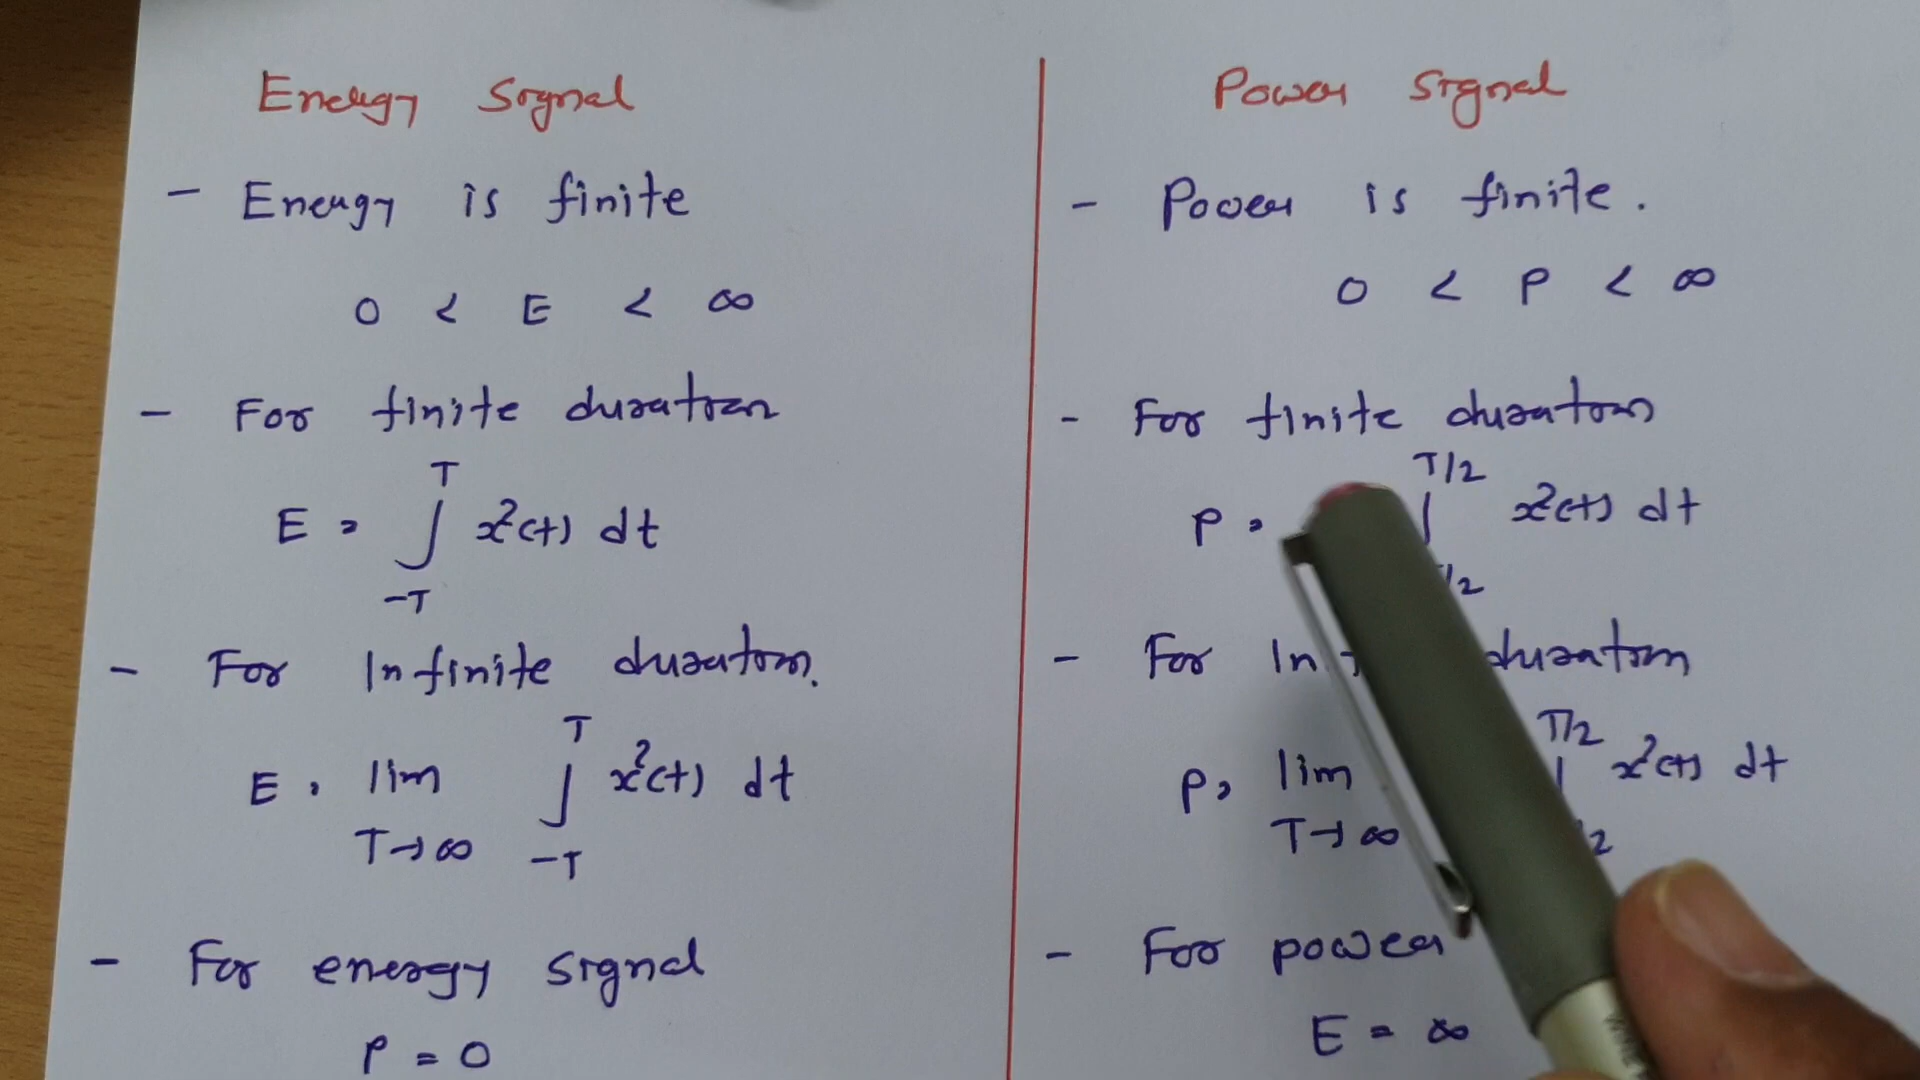 Energy Signal
- Energy is finite
0 < E < ∞
- For finite duration
T
E = ∫ x²(t) dt
-T
- For Infinite duration.
T
E = lim ∫ x²(t) dt
T→∞ -T
- For energy signal
P = 0
Power Signal
- Power is finite.
0 < P < ∞
- For finite duration
T/2
P = ∫ x²(t) dt
/2
- For In duration
T/2
P = lim ∫ x²(t) dt
T→∞ /2
- For power
E = ∞